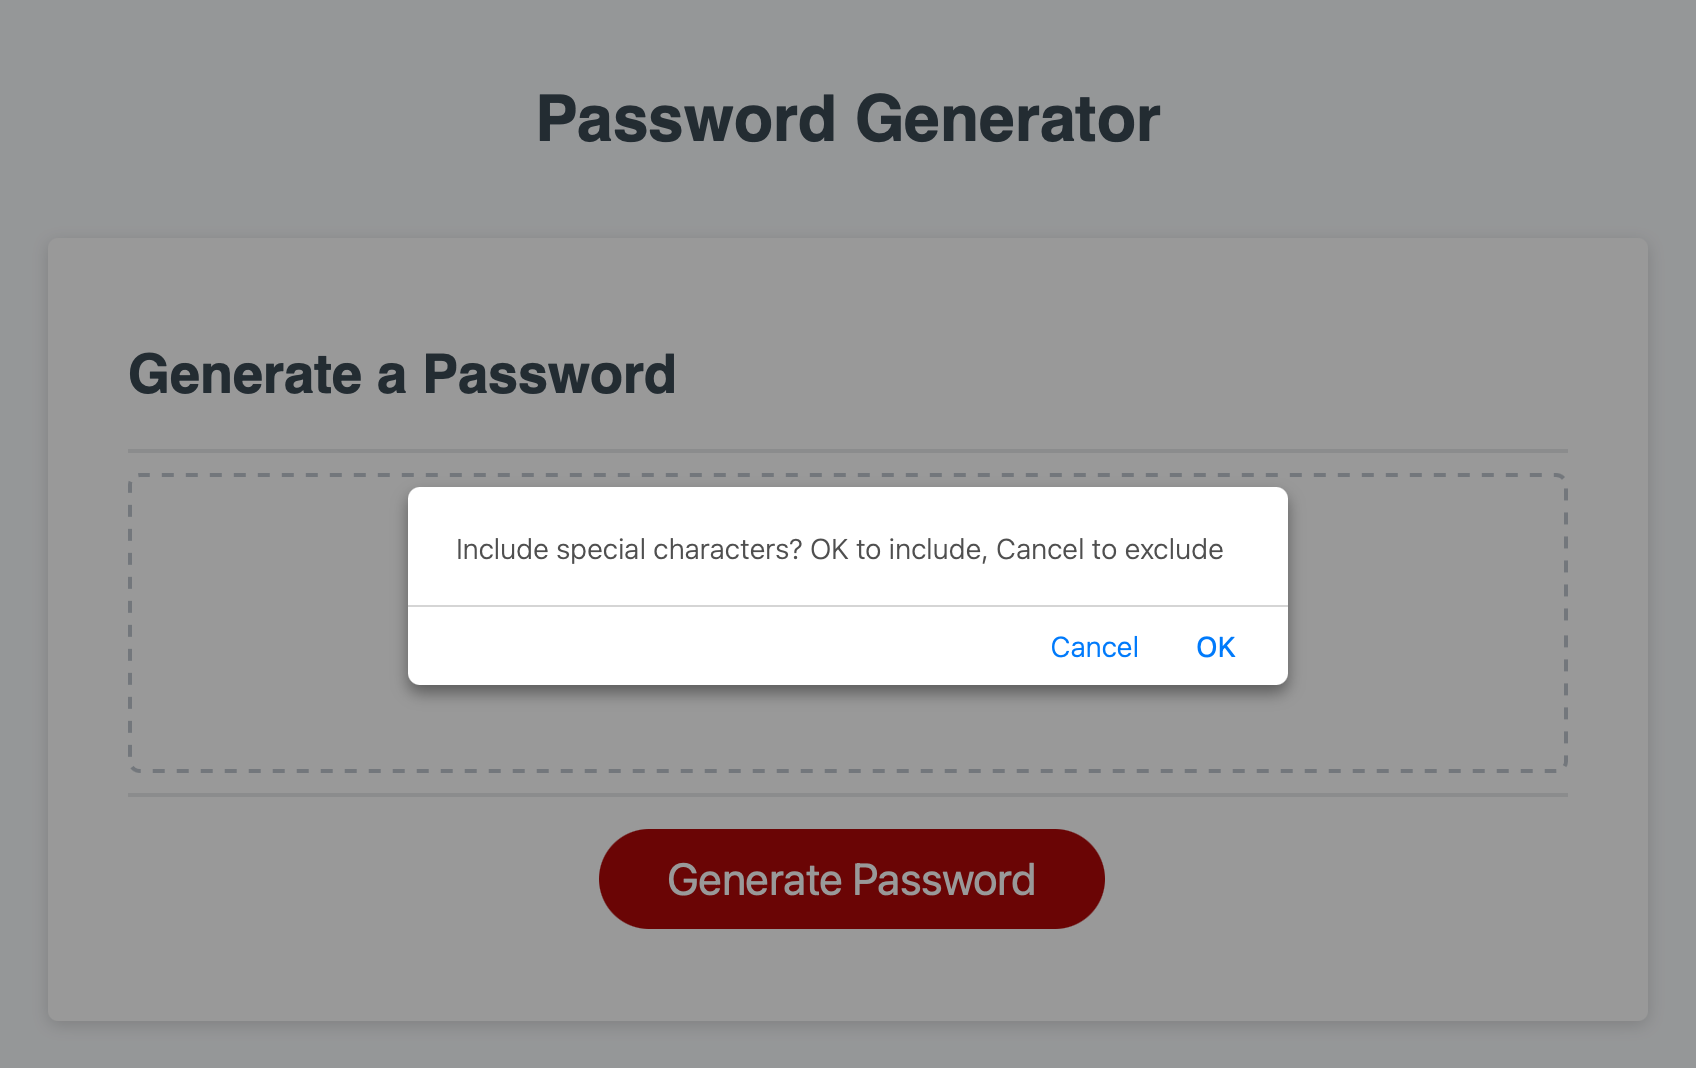 Password Generator
Generate a Password
Include special characters? OK to include, Cancel to exclude
Cancel OK
Generate Password